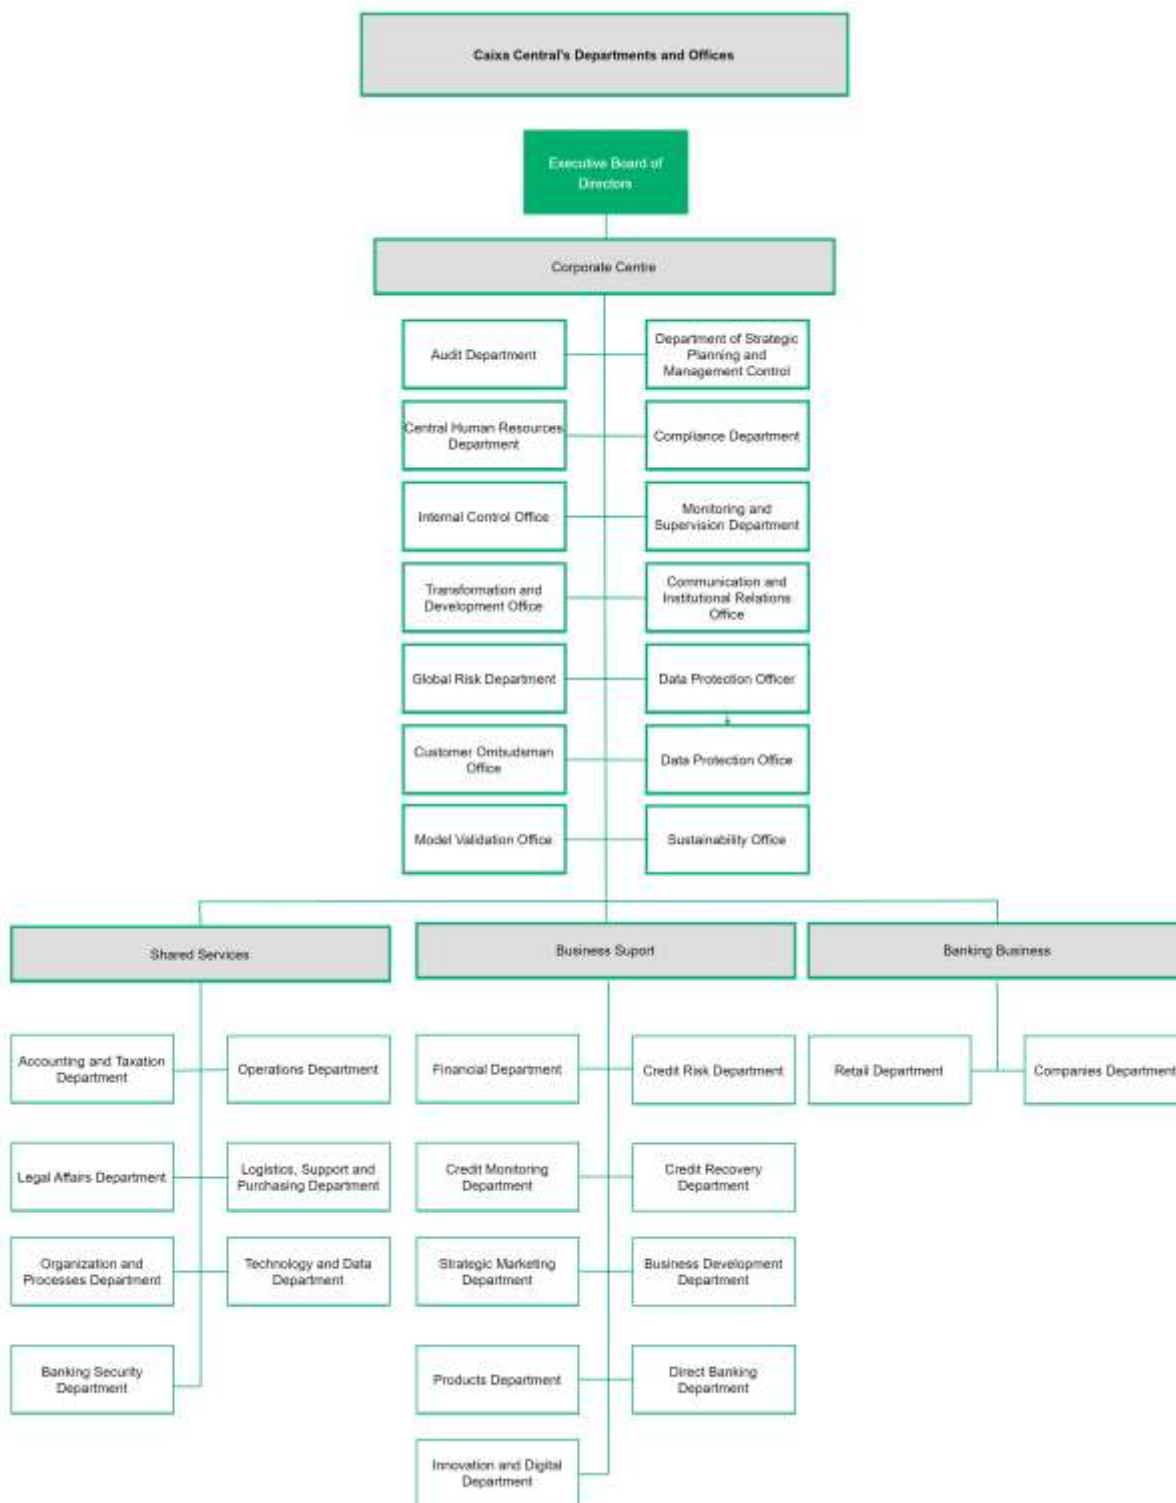 Caixa Central's Departments and Offices
Executive Board of
Directors
Corporate Centre
Audit Department
Department of Strategic
Planning and
Management Control
Central Human Resources
Department
Compliance Department
Internal Control Office
Monitoring and
Supervision Department
Transformation and
Development Office
Communication and
Institutional Relations
Office
Global Risk Department
Data Protection Officer
Customer Ombudsman
Office
Data Protection Office
Model Validation Office
Sustainability Office
Shared Services
Business Suport
Banking Business
Accounting and Taxation
Department
Operations Department
Financial Department
Credit Risk Department
Retail Department
Companies Department
Legal Affairs Department
Logistics, Support and
Purchasing Department
Credit Monitoring
Department
Credit Recovery
Department
Organization and
Processes Department
Technology and Data
Department
Strategic Marketing
Department
Business Development
Department
Banking Security
Department
Products Department
Direct Banking
Department
Innovation and Digital
Department